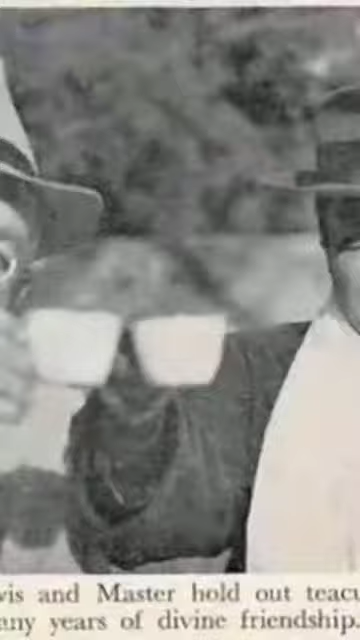 vis and Master hold out teacu
any years of divine friendship.